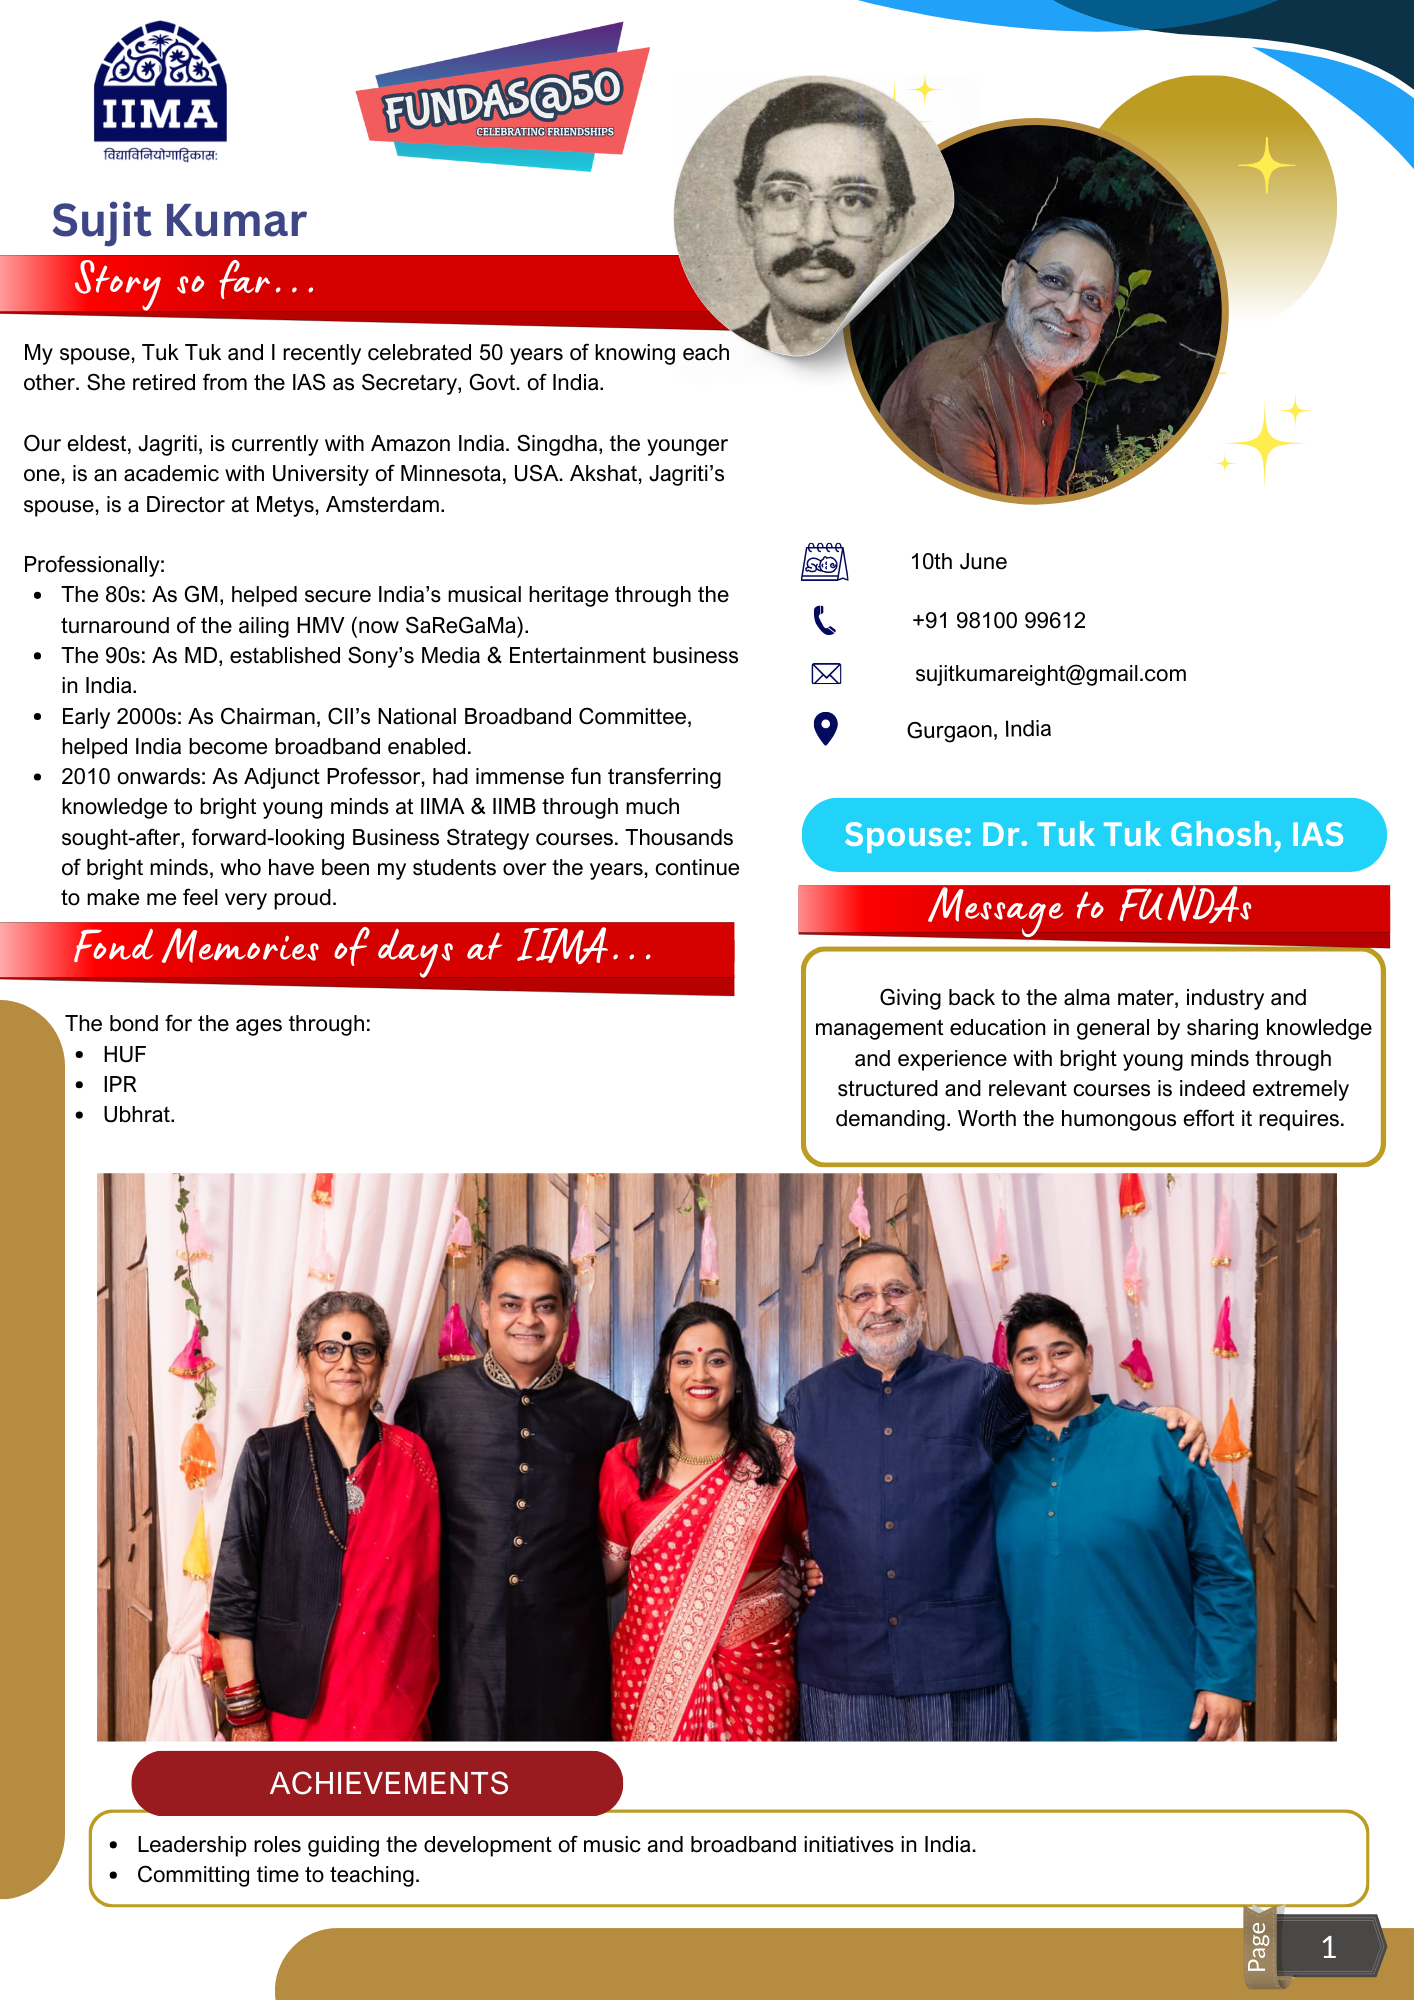 IIMA
विद्याविनियोगाद्विकास:
FUNDAS@50
CELEBRATING FRIENDSHIPS
Sujit Kumar
Story so far...
My spouse, Tuk Tuk and I recently celebrated 50 years of knowing each
other. She retired from the IAS as Secretary, Govt. of India.
Our eldest, Jagriti, is currently with Amazon India. Singdha, the younger
one, is an academic with University of Minnesota, USA. Akshat, Jagriti's
spouse, is a Director at Metys, Amsterdam.
Professionally:
• The 80s: As GM, helped secure India's musical heritage through the
turnaround of the ailing HMV (now SaReGaMa).
• The 90s: As MD, established Sony's Media & Entertainment business
in India.
• Early 2000s: As Chairman, CII's National Broadband Committee,
helped India become broadband enabled.
• 2010 onwards: As Adjunct Professor, had immense fun transferring
knowledge to bright young minds at IIMA & IIMB through much
sought-after, forward-looking Business Strategy courses. Thousands
of bright minds, who have been my students over the years, continue
to make me feel very proud.
Fond Memories of days at IIMA...
The bond for the ages through:
• HUF
• IPR
• Ubhrat.
10th June
+91 98100 99612
sujitkumareight@gmail.com
Gurgaon, India
Spouse: Dr. Tuk Tuk Ghosh, IAS
Message to FUNDAs
Giving back to the alma mater, industry and
management education in general by sharing knowledge
and experience with bright young minds through
structured and relevant courses is indeed extremely
demanding. Worth the humongous effort it requires.
ACHIEVEMENTS
• Leadership roles guiding the development of music and broadband initiatives in India.
• Committing time to teaching.
Page
1